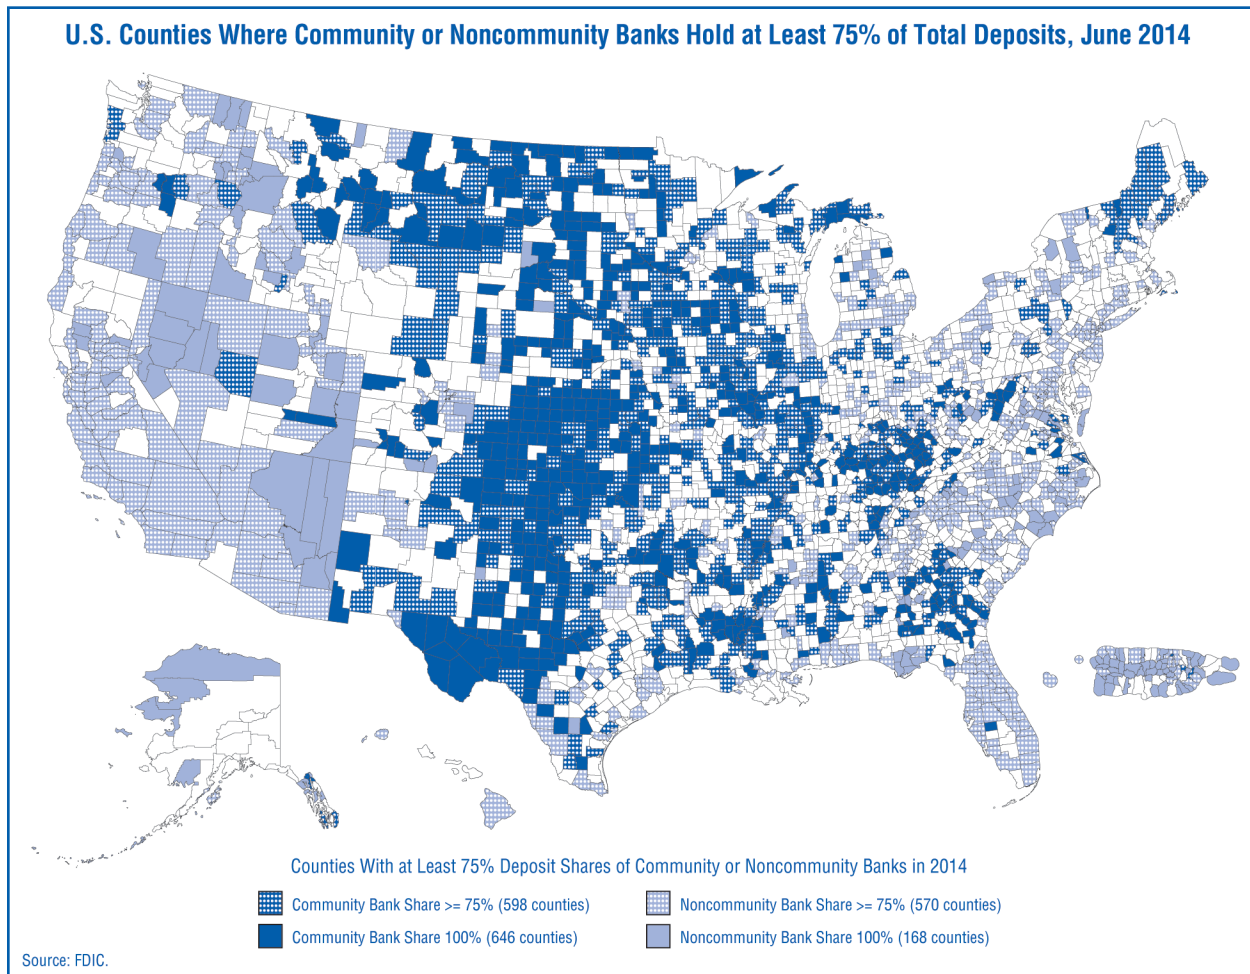 U.S. Counties Where Community or Noncommunity Banks Hold at Least 75% of Total Deposits, June 2014
Counties With at Least 75% Deposit Shares of Community or Noncommunity Banks in 2014
Community Bank Share >= 75% (598 counties)
Noncommunity Bank Share >= 75% (570 counties)
Community Bank Share 100% (646 counties)
Noncommunity Bank Share 100% (168 counties)
Source: FDIC.